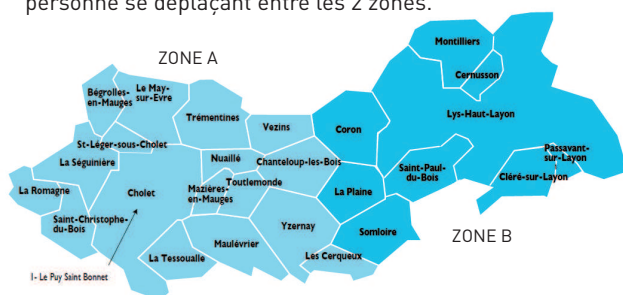 personne se déplaçant entre les 2 zones.
ZONE A
Montilliers
Cernusson
Bégrolles-
en-Mauges
Le May-
sur-Evre
Trémentines
Vezins
Coron
Lys-Haut-Layon
St-Léger-sous-Cholet
La Séguinière
Nuaillé
Chanteloup-les-Bois
Passavant-
sur-Layon
Saint-Paul-
du-Bois
Cléré-sur-Layon
La Romagne
Cholet
Mazières-
en-Mauges
Toutlemonde
La Plaine
Saint-Christophe-
du-Bois
Yzernay
Somloire
ZONE B
Maulévrier
La Tessoualle
Les Cerqueux
1- Le Puy Saint Bonnet